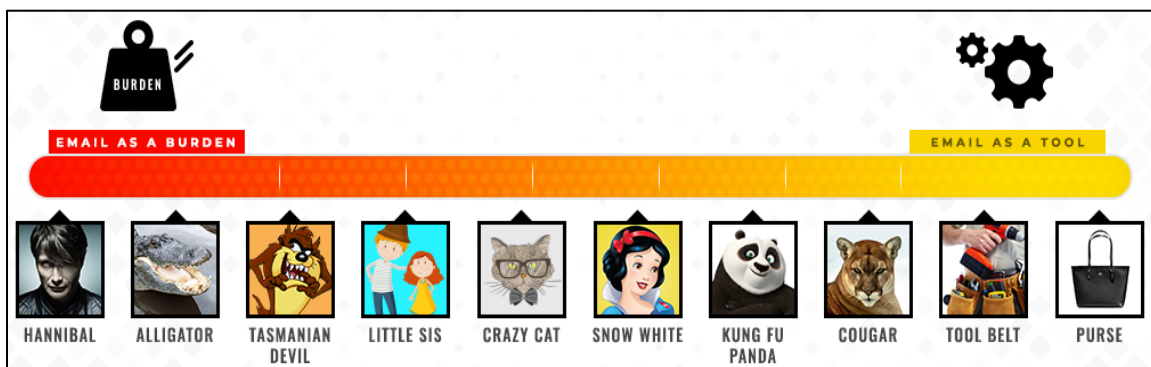 BURDEN
EMAIL AS A BURDEN
EMAIL AS A TOOL
HANNIBAL
ALLIGATOR
TASMANIAN
DEVIL
LITTLE SIS
CRAZY CAT
SNOW WHITE
KUNG FU
PANDA
COUGAR
TOOL BELT
PURSE